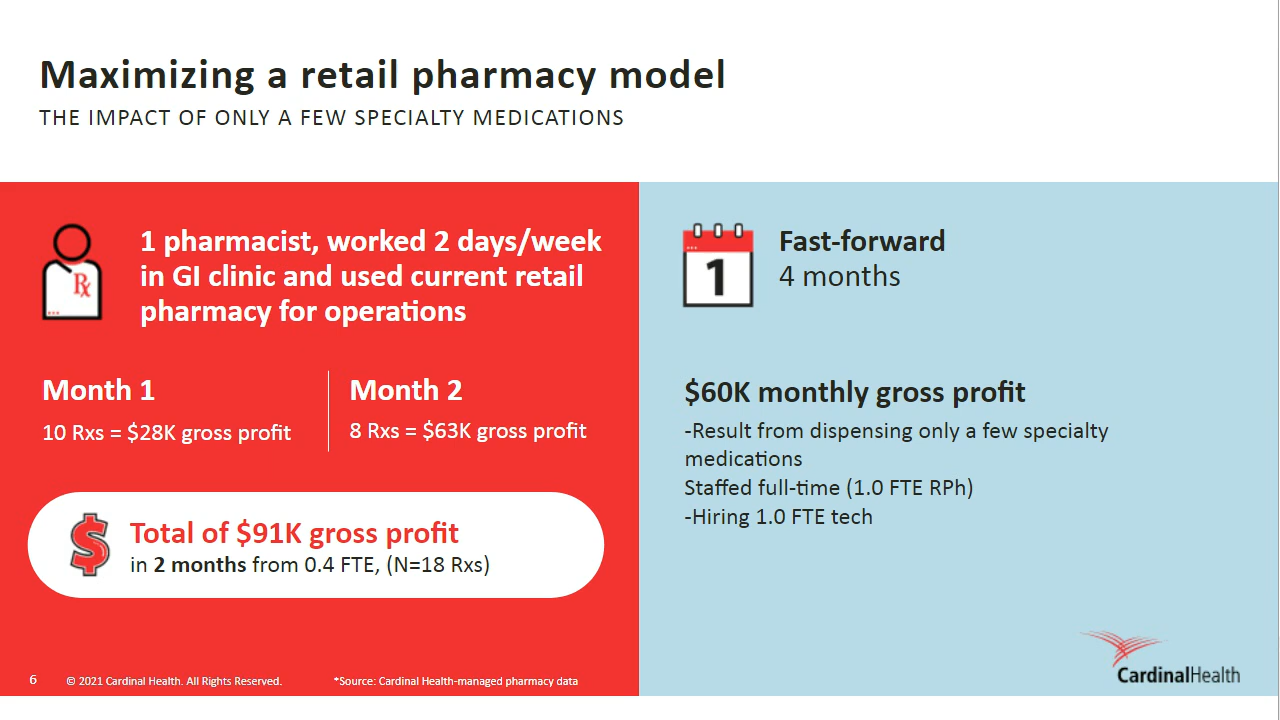 Maximizing a retail pharmacy model
THE IMPACT OF ONLY A FEW SPECIALTY MEDICATIONS
Rx
1 pharmacist, worked 2 days/week
in GI clinic and used current retail
pharmacy for operations
Month 1
10 Rxs = $28K gross profit
Month 2
8 Rxs = $63K gross profit
$
Total of $91K gross profit
in 2 months from 0.4 FTE, (N=18 Rxs)
1
Fast-forward
4 months
$60K monthly gross profit
-Result from dispensing only a few specialty
medications
Staffed full-time (1.0 FTE RPh)
-Hiring 1.0 FTE tech
6
© 2021 Cardinal Health. All Rights Reserved.
*Source: Cardinal Health-managed pharmacy data
CardinalHealth